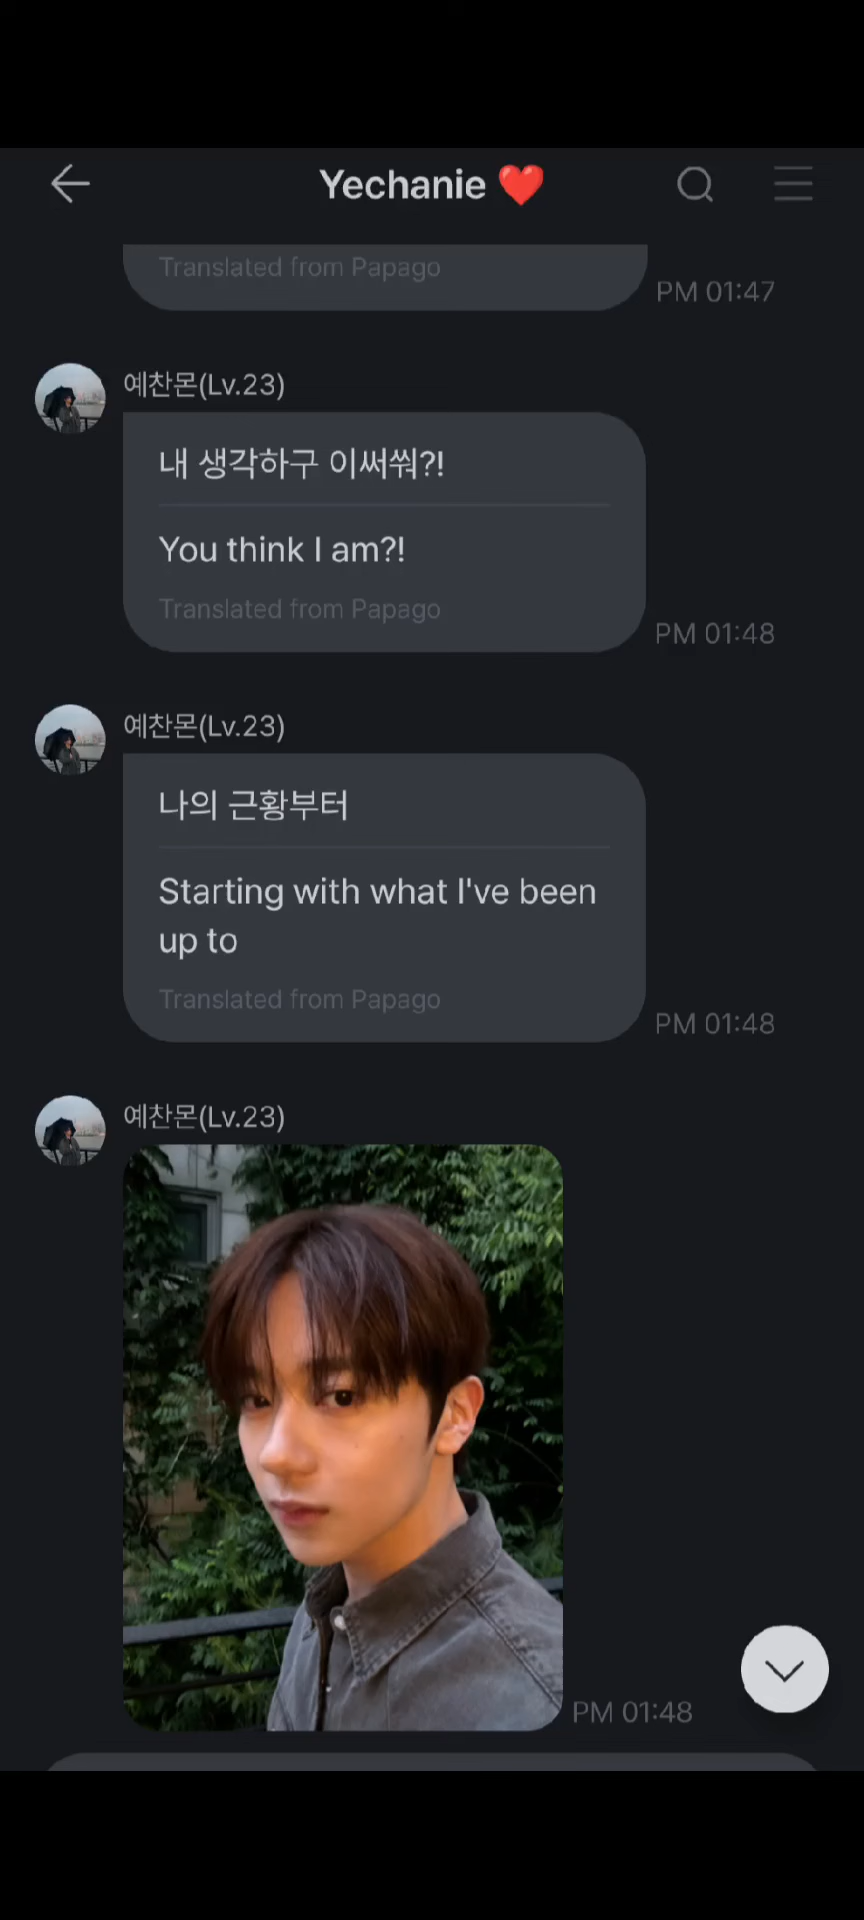 Yechanie ❤️
Translated from Papago
PM 01:47
예찬몬(Lv.23)
내 생각하구 이써쒀?!
You think I am?!
Translated from Papago
PM 01:48
예찬몬(Lv.23)
나의 근황부터
Starting with what I've been
up to
Translated from Papago
PM 01:48
예찬몬(Lv.23)
PM 01:48